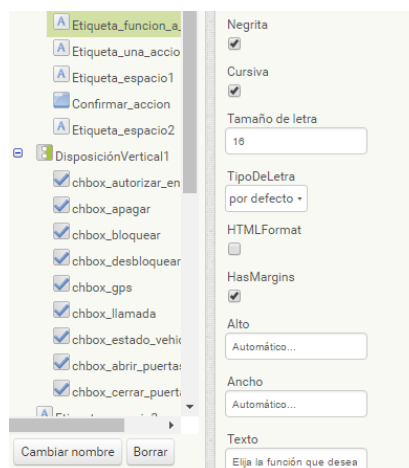 Etiqueta_funcion_a_
Etiqueta_una_accio
Etiqueta_espacio1
Confirmar_accion
Etiqueta_espacio2
DisposiciónVertical1
chbox_autorizar_en
chbox_apagar
chbox_bloquear
chbox_desbloquear
chbox_gps
chbox_llamada
chbox_estado_vehic
chbox_abrir_puertas
chbox_cerrar_puerta
Cambiar nombre
Borrar
Negrita
Cursiva
Tamaño de letra
16
TipoDeLetra
por defecto
HTMLFormat
HasMargins
Alto
Automático...
Ancho
Automático...
Texto
Elija la función que desea